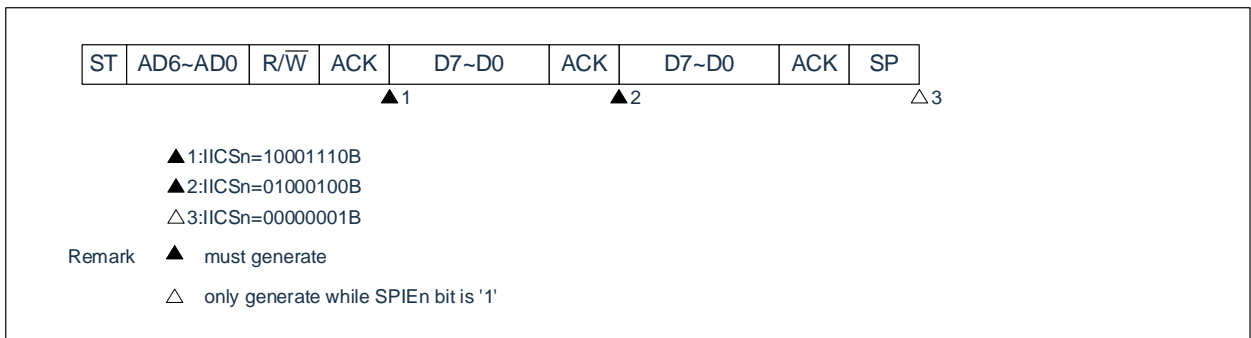 ST AD6~AD0 R/W̅ ACK D7~D0 ACK D7~D0 ACK SP
▲1 ▲2 △3
▲1:IICSn=10001110B
▲2:IICSn=01000100B
△3:IICSn=00000001B
Remark ▲ must generate
△ only generate while SPIEn bit is '1'